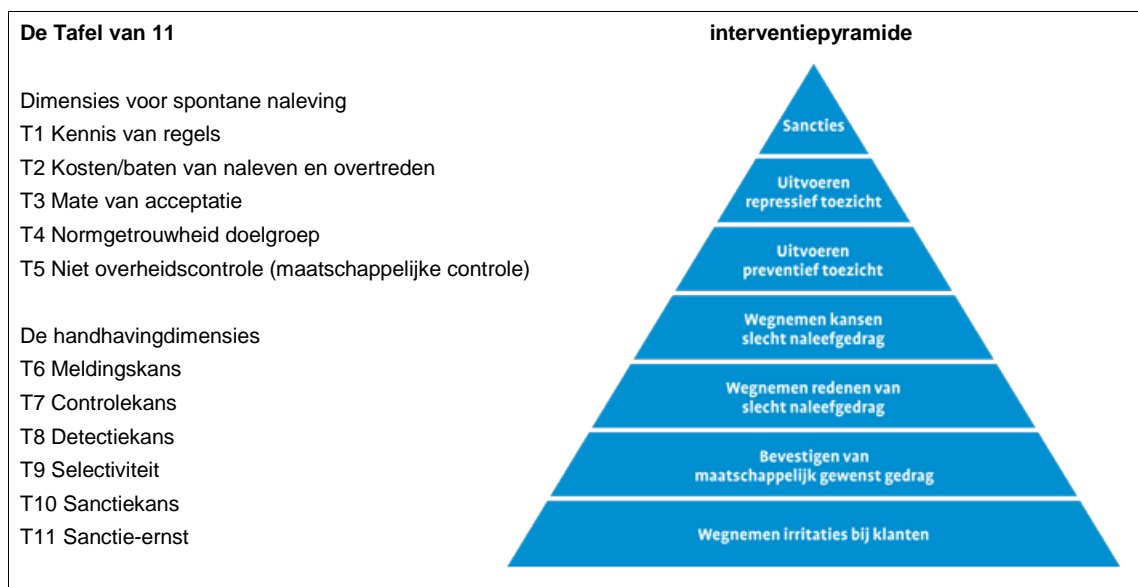 De Tafel van 11
Dimensies voor spontane naleving
T1 Kennis van regels
T2 Kosten/baten van naleven en overtreden
T3 Mate van acceptatie
T4 Normgetrouwheid doelgroep
T5 Niet overheidscontrole (maatschappelijke controle)
De handhavingdimensies
T6 Meldingskans
T7 Controlekans
T8 Detectiekans
T9 Selectiviteit
T10 Sanctiekans
T11 Sanctie-ernst
interventiepyramide
Sancties
Uitvoeren
repressief toezicht
Uitvoeren
preventief toezicht
Wegnemen kansen
slecht naleefgedrag
Wegnemen redenen van
slecht naleefgedrag
Bevestigen van
maatschappelijk gewenst gedrag
Wegnemen irritaties bij klanten